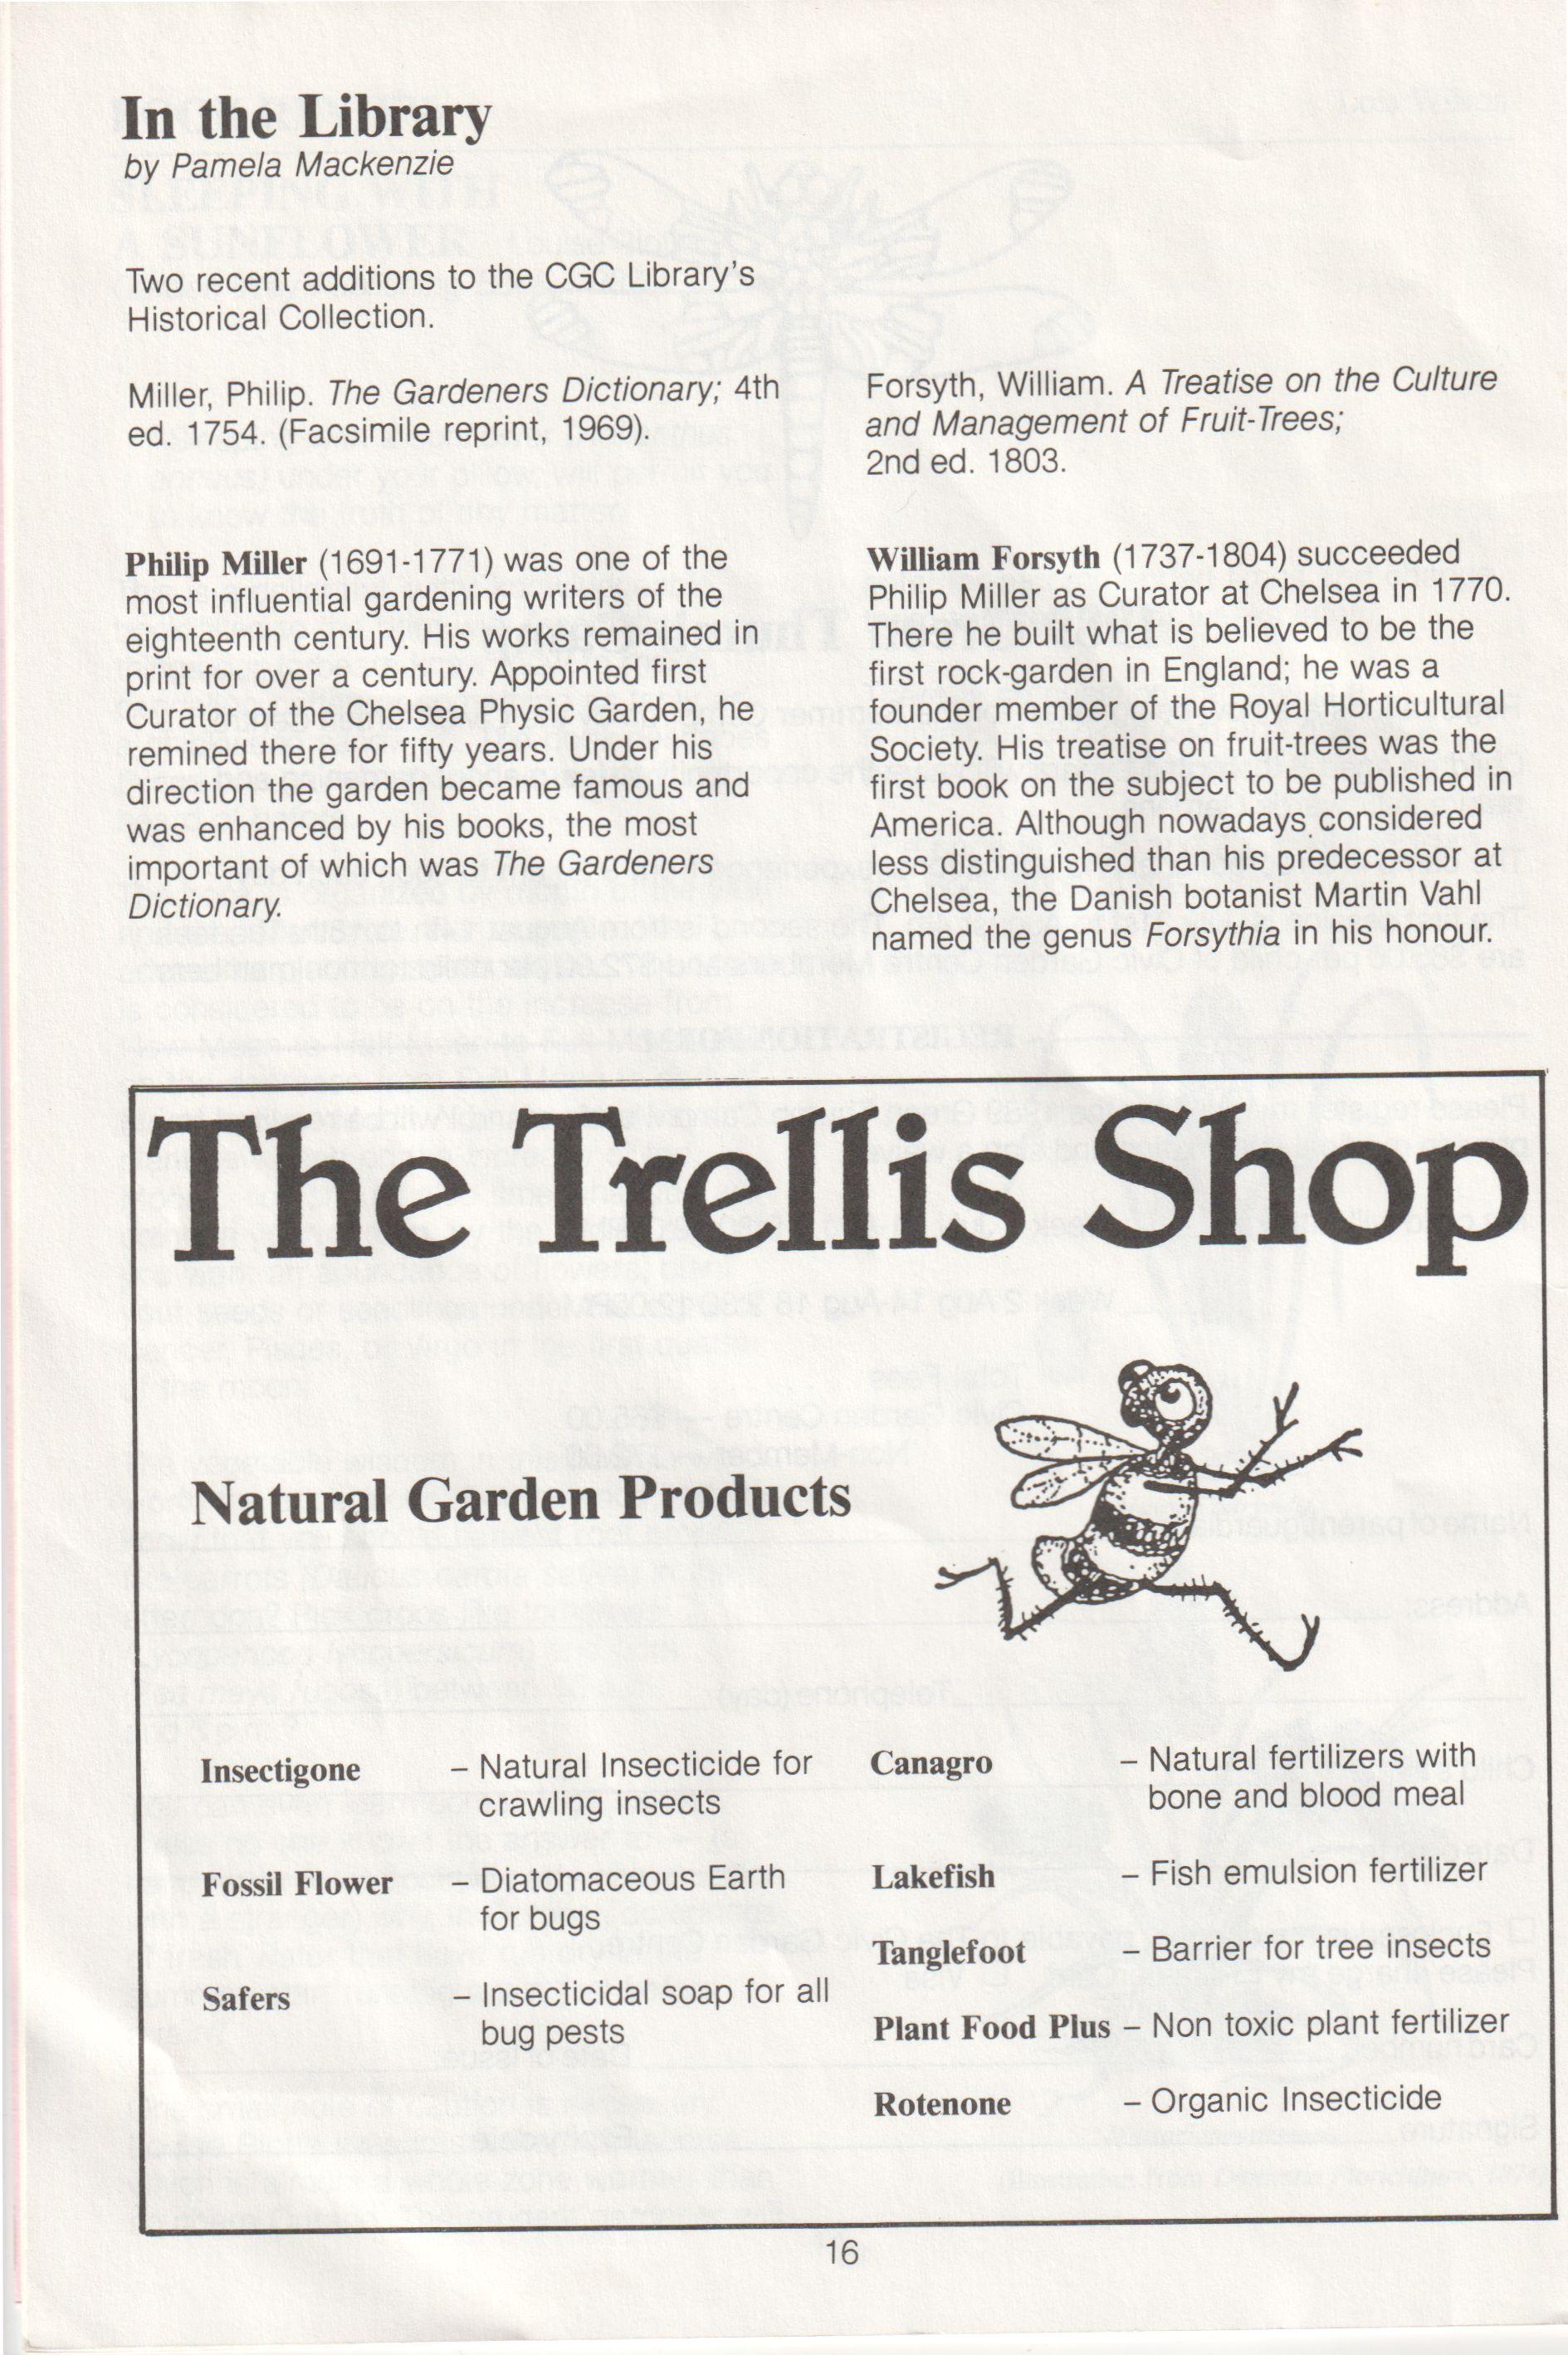 In the Library
by Pamela Mackenzie
Two recent additions to the CGC Library's
Historical Collection.
Miller, Philip. The Gardeners Dictionary; 4th
ed. 1754. (Facsimile reprint, 1969).
Philip Miller (1691-1771) was one of the
most influential gardening writers of the
eighteenth century. His works remained in
print for over a century. Appointed first
Curator of the Chelsea Physic Garden, he
remined there for fifty years. Under his
direction the garden became famous and
was enhanced by his books, the most
important of which was The Gardeners
Dictionary.
Forsyth, William. A Treatise on the Culture
and Management of Fruit-Trees;
2nd ed. 1803.
William Forsyth (1737-1804) succeeded
Philip Miller as Curator at Chelsea in 1770.
There he built what is believed to be the
first rock-garden in England; he was a
founder member of the Royal Horticultural
Society. His treatise on fruit-trees was the
first book on the subject to be published in
America. Although nowadays considered
less distinguished than his predecessor at
Chelsea, the Danish botanist Martin Vahl
named the genus Forsythia in his honour.
The Trellis Shop
Natural Garden Products
Insectigone – Natural Insecticide for
crawling insects
Fossil Flower – Diatomaceous Earth
for bugs
Safers – Insecticidal soap for all
bug pests
Canagro – Natural fertilizers with
bone and blood meal
Lakefish – Fish emulsion fertilizer
Tanglefoot – Barrier for tree insects
Plant Food Plus – Non toxic plant fertilizer
Rotenone – Organic Insecticide
16